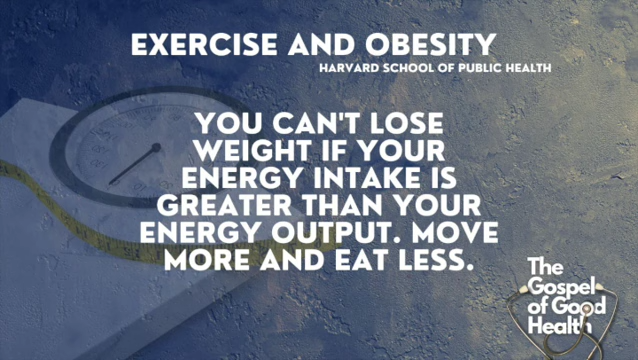 EXERCISE AND OBESITY
HARVARD SCHOOL OF PUBLIC HEALTH
YOU CAN'T LOSE
WEIGHT IF YOUR
ENERGY INTAKE IS
GREATER THAN YOUR
ENERGY OUTPUT. MOVE
MORE AND EAT LESS.
The
Gospel
of Good
Health